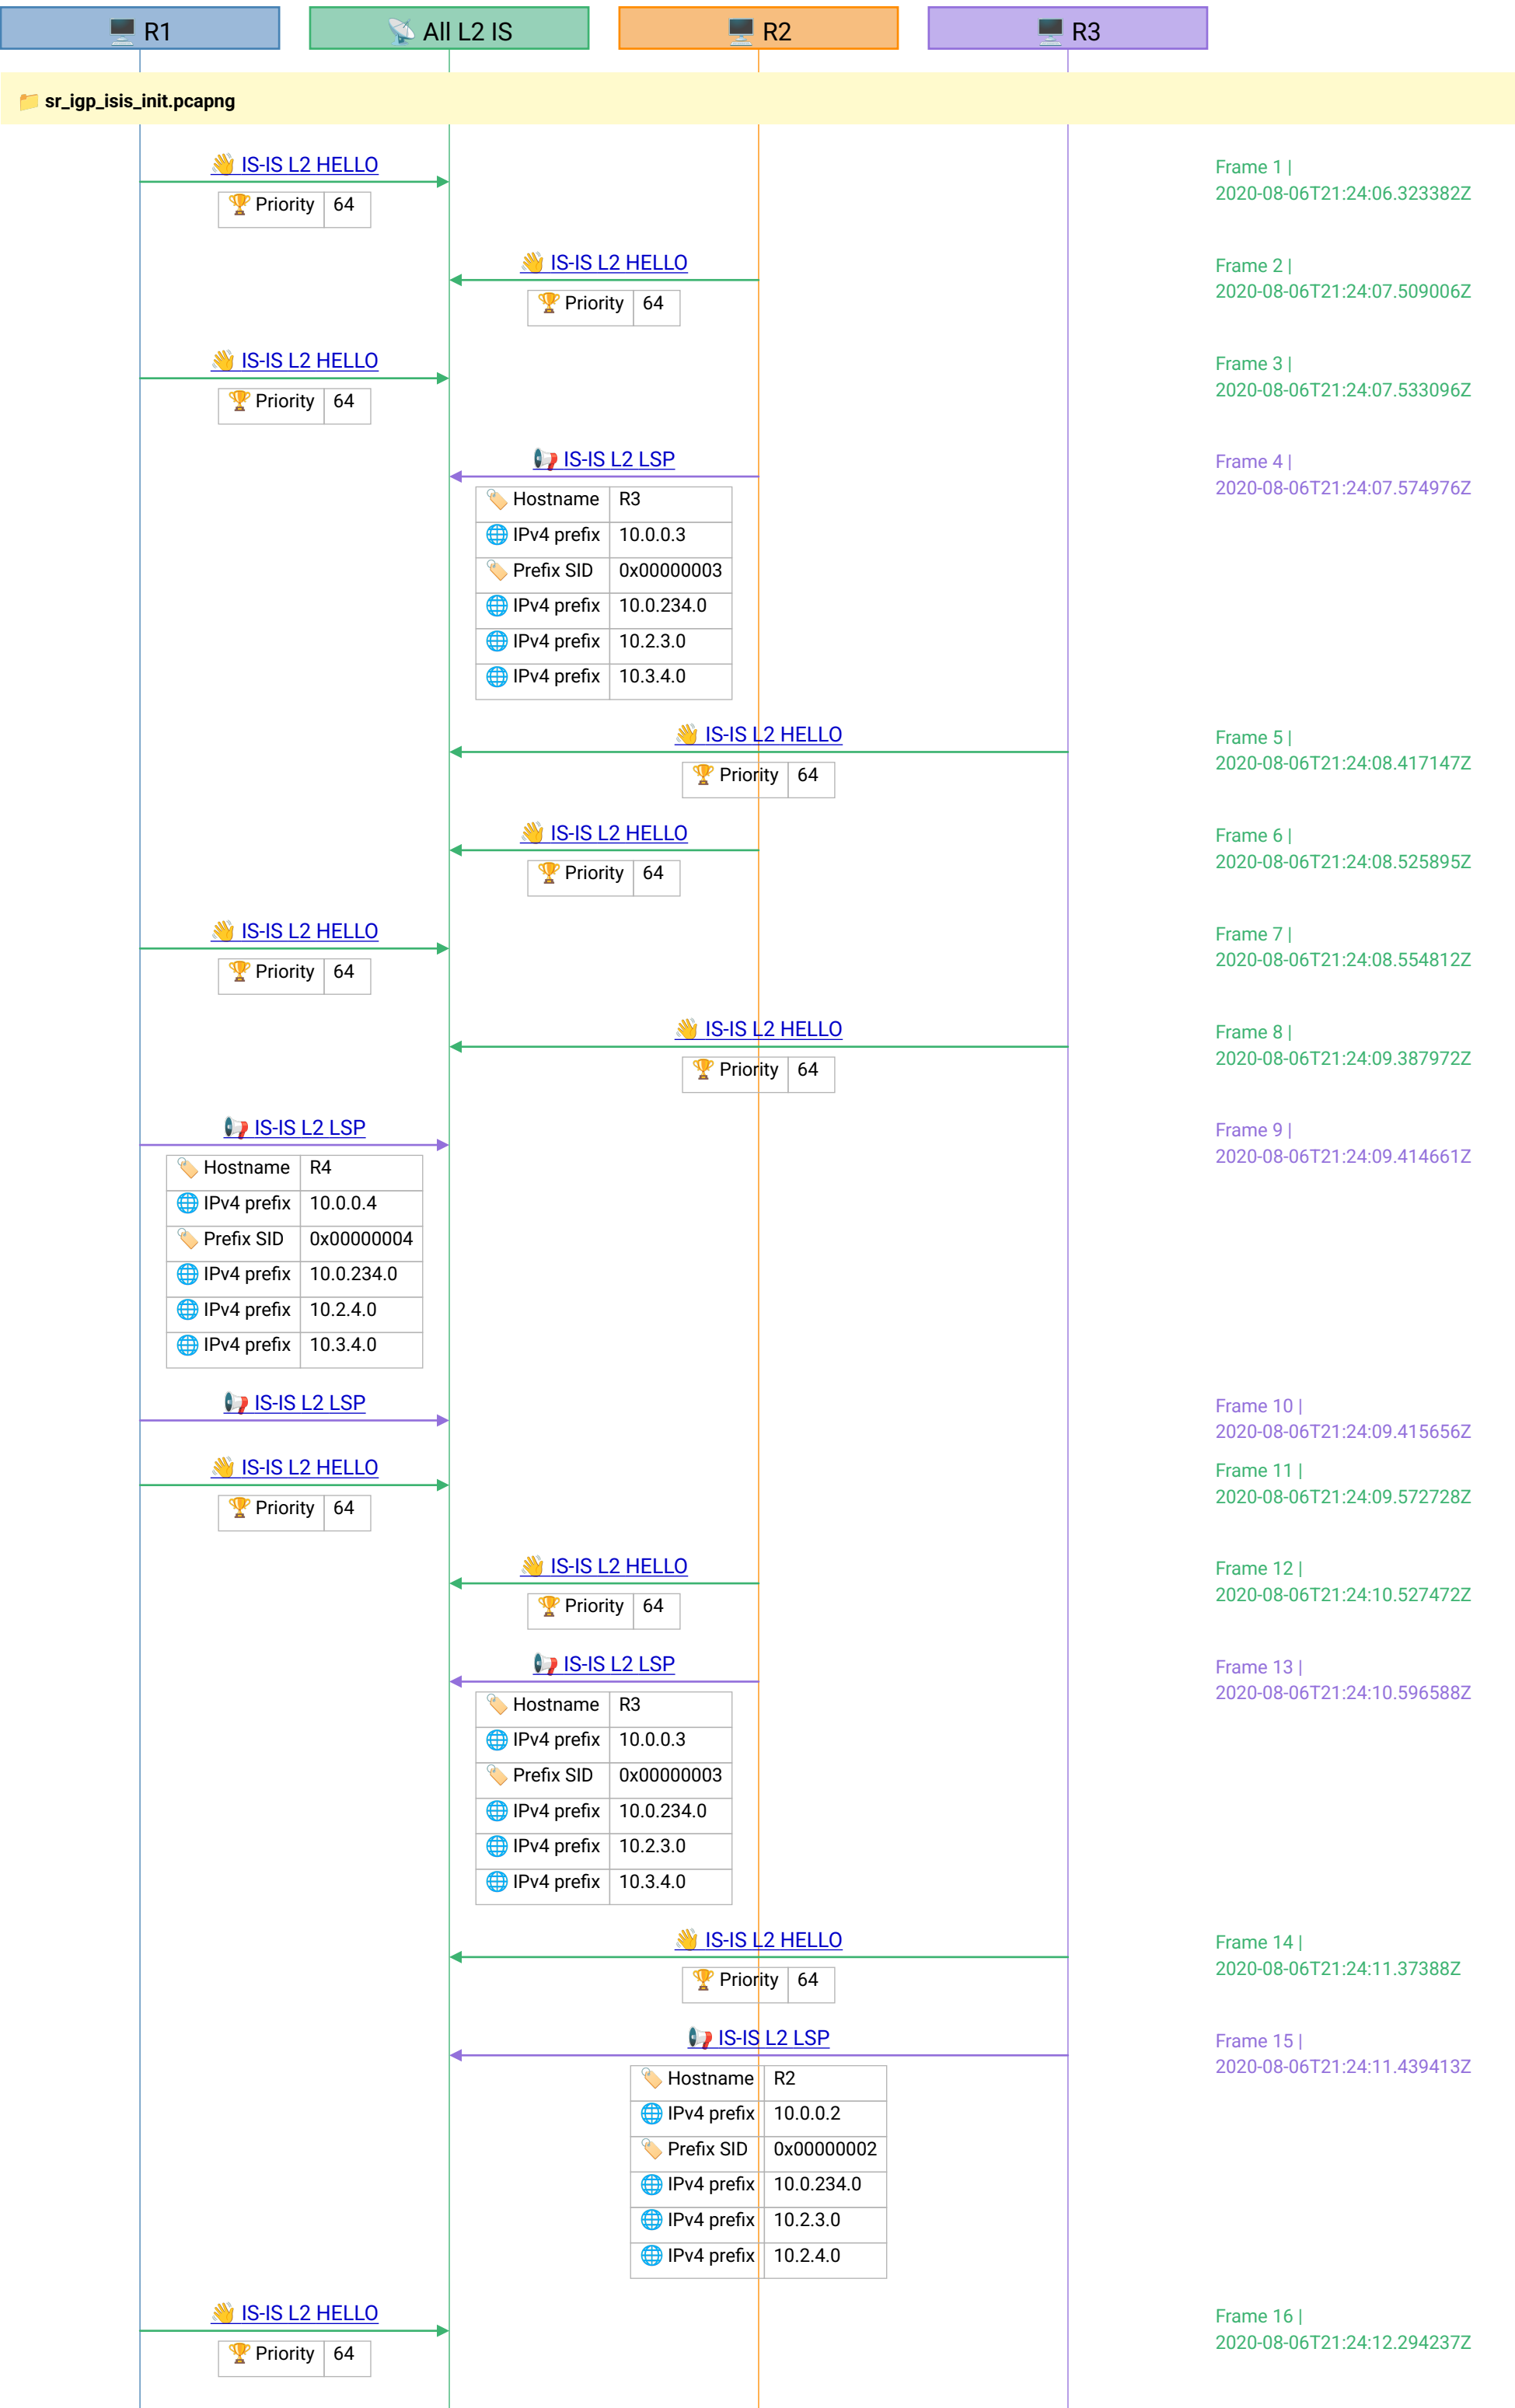 🖥️ R1
📡 All L2 IS
🖥️ R2
🖥️ R3
📁 sr_igp_isis_init.pcapng
👋 IS-IS L2 HELLO
Frame 1 |
2020-08-06T21:24:06.323382Z
🏆 Priority 64
👋 IS-IS L2 HELLO
Frame 2 |
2020-08-06T21:24:07.509006Z
🏆 Priority 64
👋 IS-IS L2 HELLO
Frame 3 |
2020-08-06T21:24:07.533096Z
🏆 Priority 64
📢 IS-IS L2 LSP
Frame 4 |
2020-08-06T21:24:07.574976Z
🏷️ Hostname R3
🌐 IPv4 prefix 10.0.0.3
🏷️ Prefix SID 0x00000003
🌐 IPv4 prefix 10.0.234.0
🌐 IPv4 prefix 10.2.3.0
🌐 IPv4 prefix 10.3.4.0
👋 IS-IS L2 HELLO
Frame 5 |
2020-08-06T21:24:08.417147Z
🏆 Priority 64
👋 IS-IS L2 HELLO
Frame 6 |
2020-08-06T21:24:08.525895Z
🏆 Priority 64
👋 IS-IS L2 HELLO
Frame 7 |
2020-08-06T21:24:08.554812Z
🏆 Priority 64
👋 IS-IS L2 HELLO
Frame 8 |
2020-08-06T21:24:09.387972Z
🏆 Priority 64
📢 IS-IS L2 LSP
Frame 9 |
2020-08-06T21:24:09.414661Z
🏷️ Hostname R4
🌐 IPv4 prefix 10.0.0.4
🏷️ Prefix SID 0x00000004
🌐 IPv4 prefix 10.0.234.0
🌐 IPv4 prefix 10.2.4.0
🌐 IPv4 prefix 10.3.4.0
📢 IS-IS L2 LSP
Frame 10 |
2020-08-06T21:24:09.415656Z
👋 IS-IS L2 HELLO
Frame 11 |
2020-08-06T21:24:09.572728Z
🏆 Priority 64
👋 IS-IS L2 HELLO
Frame 12 |
2020-08-06T21:24:10.527472Z
🏆 Priority 64
📢 IS-IS L2 LSP
Frame 13 |
2020-08-06T21:24:10.596588Z
🏷️ Hostname R3
🌐 IPv4 prefix 10.0.0.3
🏷️ Prefix SID 0x00000003
🌐 IPv4 prefix 10.0.234.0
🌐 IPv4 prefix 10.2.3.0
🌐 IPv4 prefix 10.3.4.0
👋 IS-IS L2 HELLO
Frame 14 |
2020-08-06T21:24:11.37388Z
🏆 Priority 64
📢 IS-IS L2 LSP
Frame 15 |
2020-08-06T21:24:11.439413Z
🏷️ Hostname R2
🌐 IPv4 prefix 10.0.0.2
🏷️ Prefix SID 0x00000002
🌐 IPv4 prefix 10.0.234.0
🌐 IPv4 prefix 10.2.3.0
🌐 IPv4 prefix 10.2.4.0
👋 IS-IS L2 HELLO
Frame 16 |
2020-08-06T21:24:12.294237Z
🏆 Priority 64